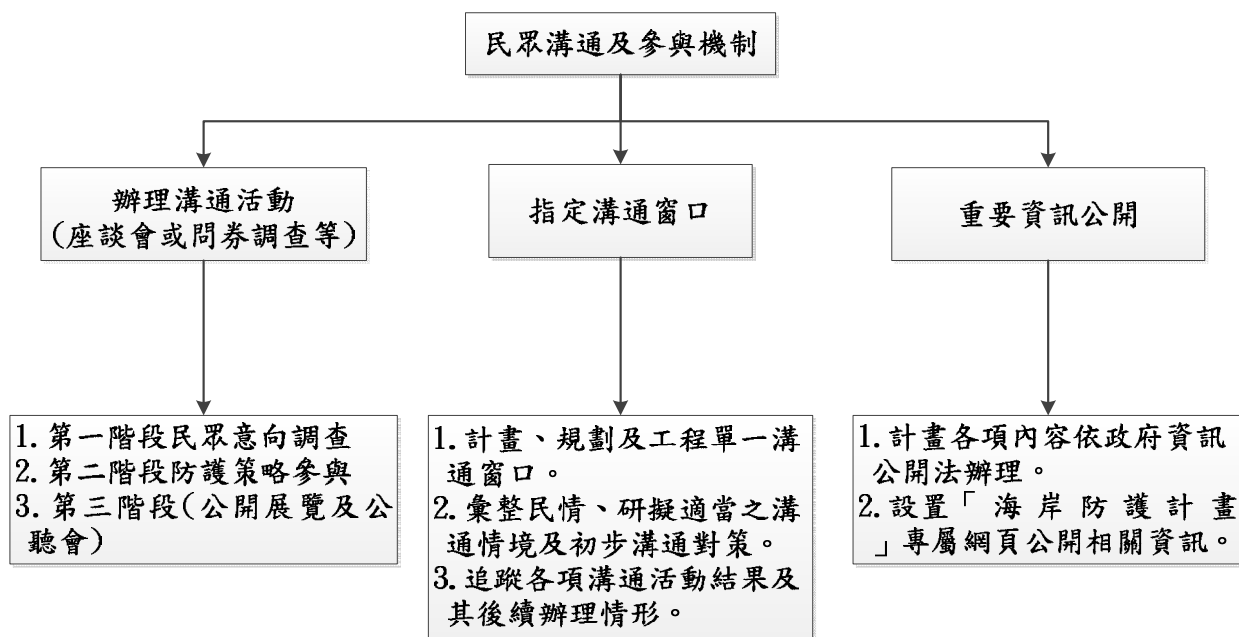 民眾溝通及參與機制
辦理溝通活動
(座談會或問券調查等)
指定溝通窗口
重要資訊公開
1. 第一階段民眾意向調查
2. 第二階段防護策略參與
3. 第三階段(公開展覽及公
聽會)
1. 計畫、規劃及工程單一溝
通窗口。
2. 彙整民情、研擬適當之溝
通情境及初步溝通對策。
3. 追蹤各項溝通活動結果及
其後續辦理情形。
1. 計畫各項內容依政府資訊
公開法辦理。
2. 設置「海岸防護計畫
」專屬網頁公開相關資訊。